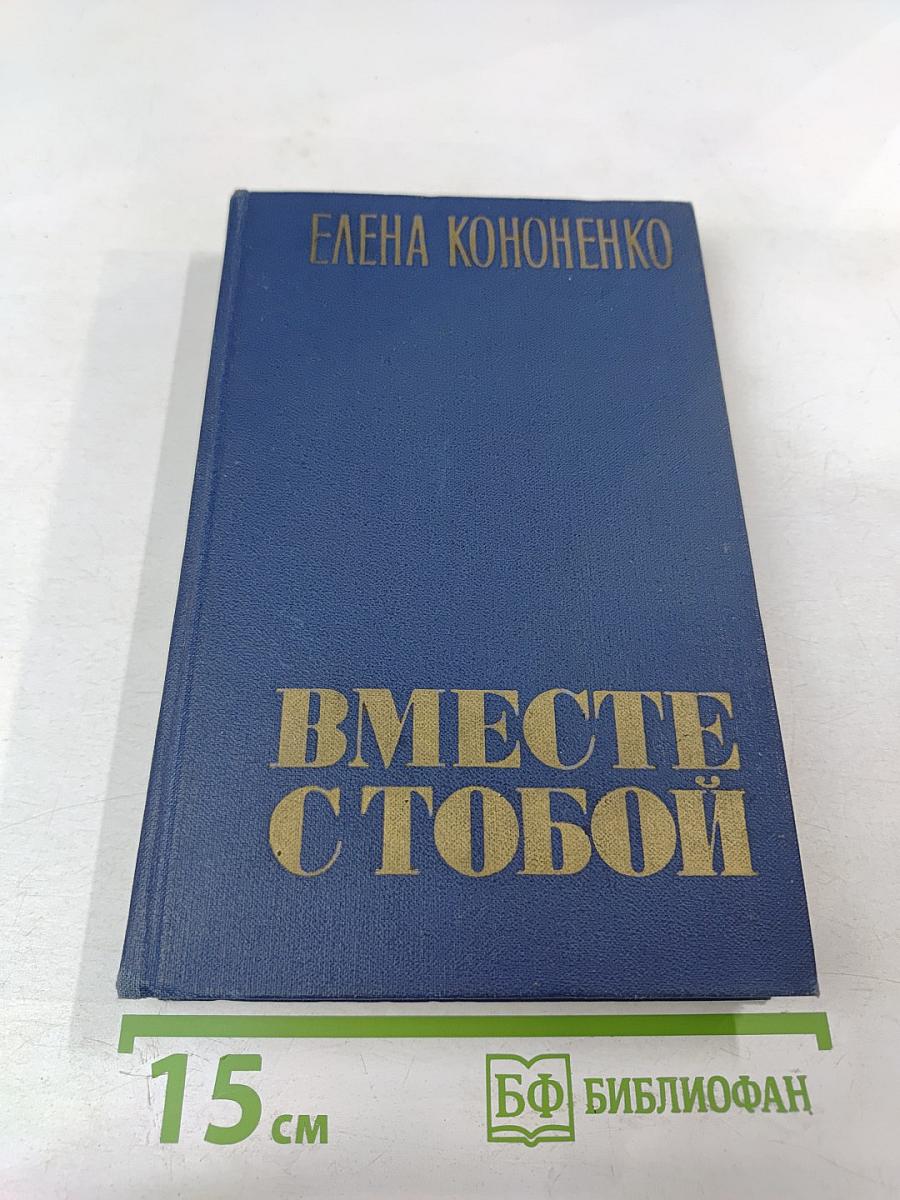 ЕЛЕНА КОНОНЕНКО
ВМЕСТЕ
С ТОБОЙ
15 см
БФ БИБЛИОФАН